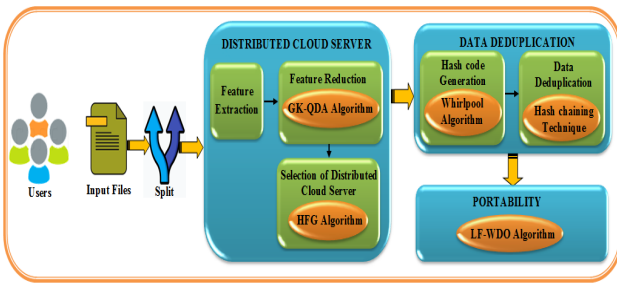 Users
Input Files
Split
DISTRIBUTED CLOUD SERVER
Feature
Extraction
Feature Reduction
GK-QDA Algorithm
Selection of Distributed
Cloud Server
HFG Algorithm
DATA DEDUPLICATION
Hash code
Generation
Whirlpool
Algorithm
Data
Deduplication
Hash chaining
Technique
PORTABILITY
LF-WDO Algorithm